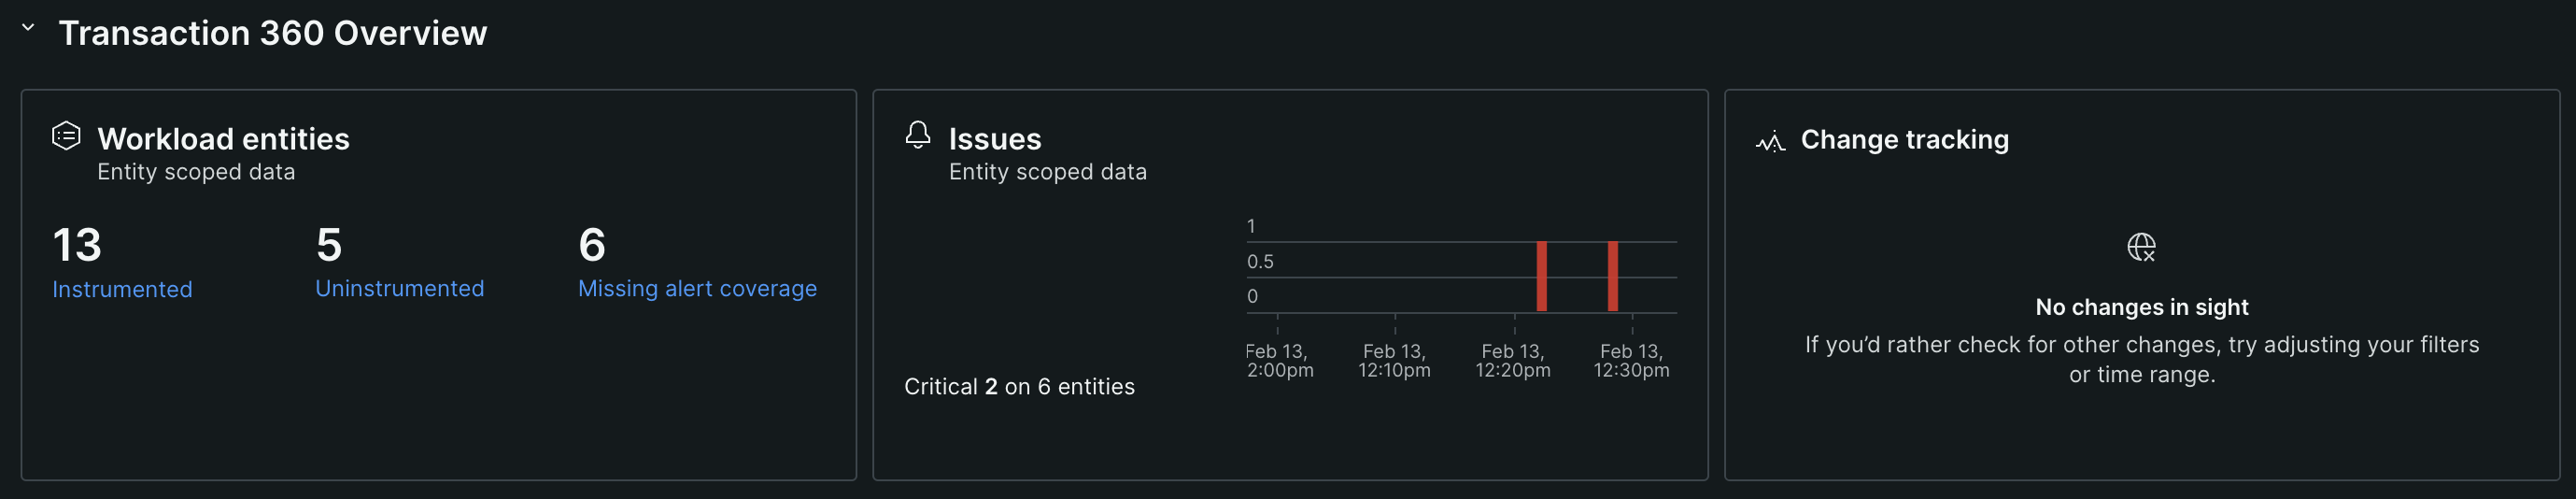 Transaction 360 Overview
Workload entities
Entity scoped data
13
Instrumented
5
Uninstrumented
6
Missing alert coverage
Issues
Entity scoped data
Critical 2 on 6 entities
1
0.5
0
Feb 13,
2:00pm
Feb 13,
12:10pm
Feb 13,
12:20pm
Feb 13,
12:30pm
Change tracking
No changes in sight
If you’d rather check for other changes, try adjusting your filters
or time range.